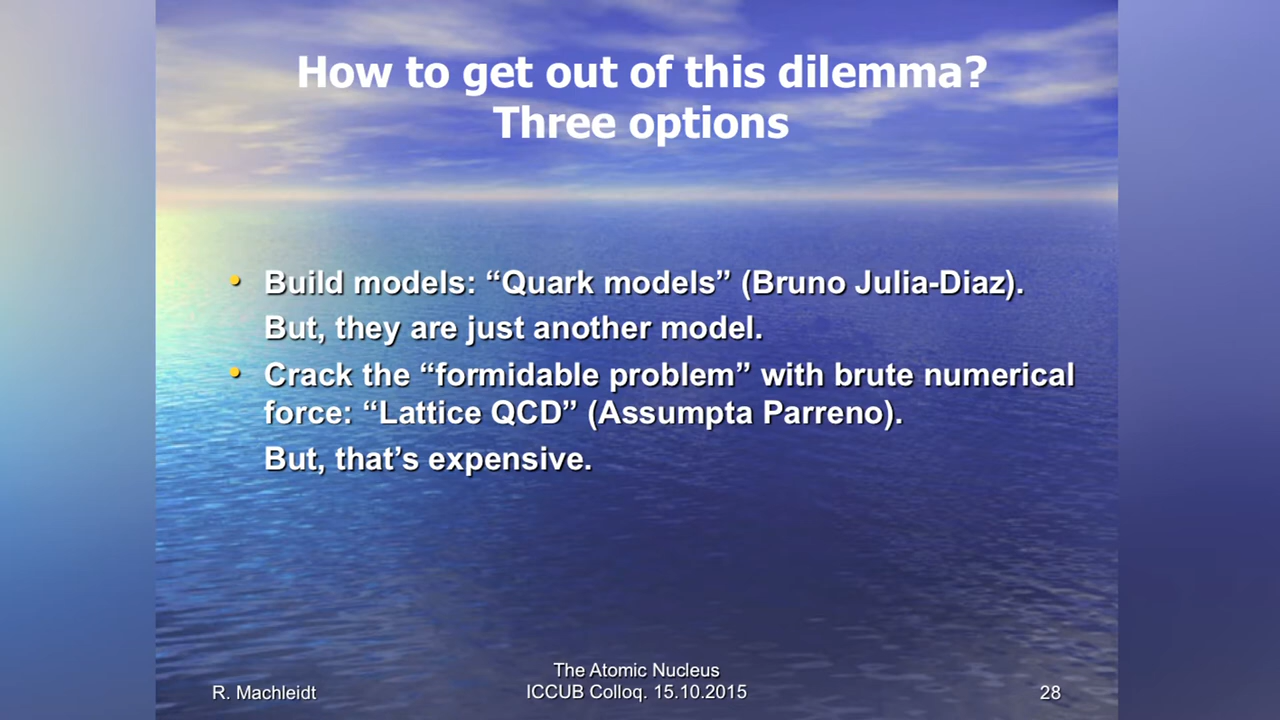 How to get out of this dilemma?
Three options
• Build models: “Quark models” (Bruno Julia-Diaz).
But, they are just another model.
• Crack the “formidable problem” with brute numerical
force: “Lattice QCD” (Assumpta Parreno).
But, that’s expensive.
R. Machleidt
The Atomic Nucleus
ICCUB Colloq. 15.10.2015
28